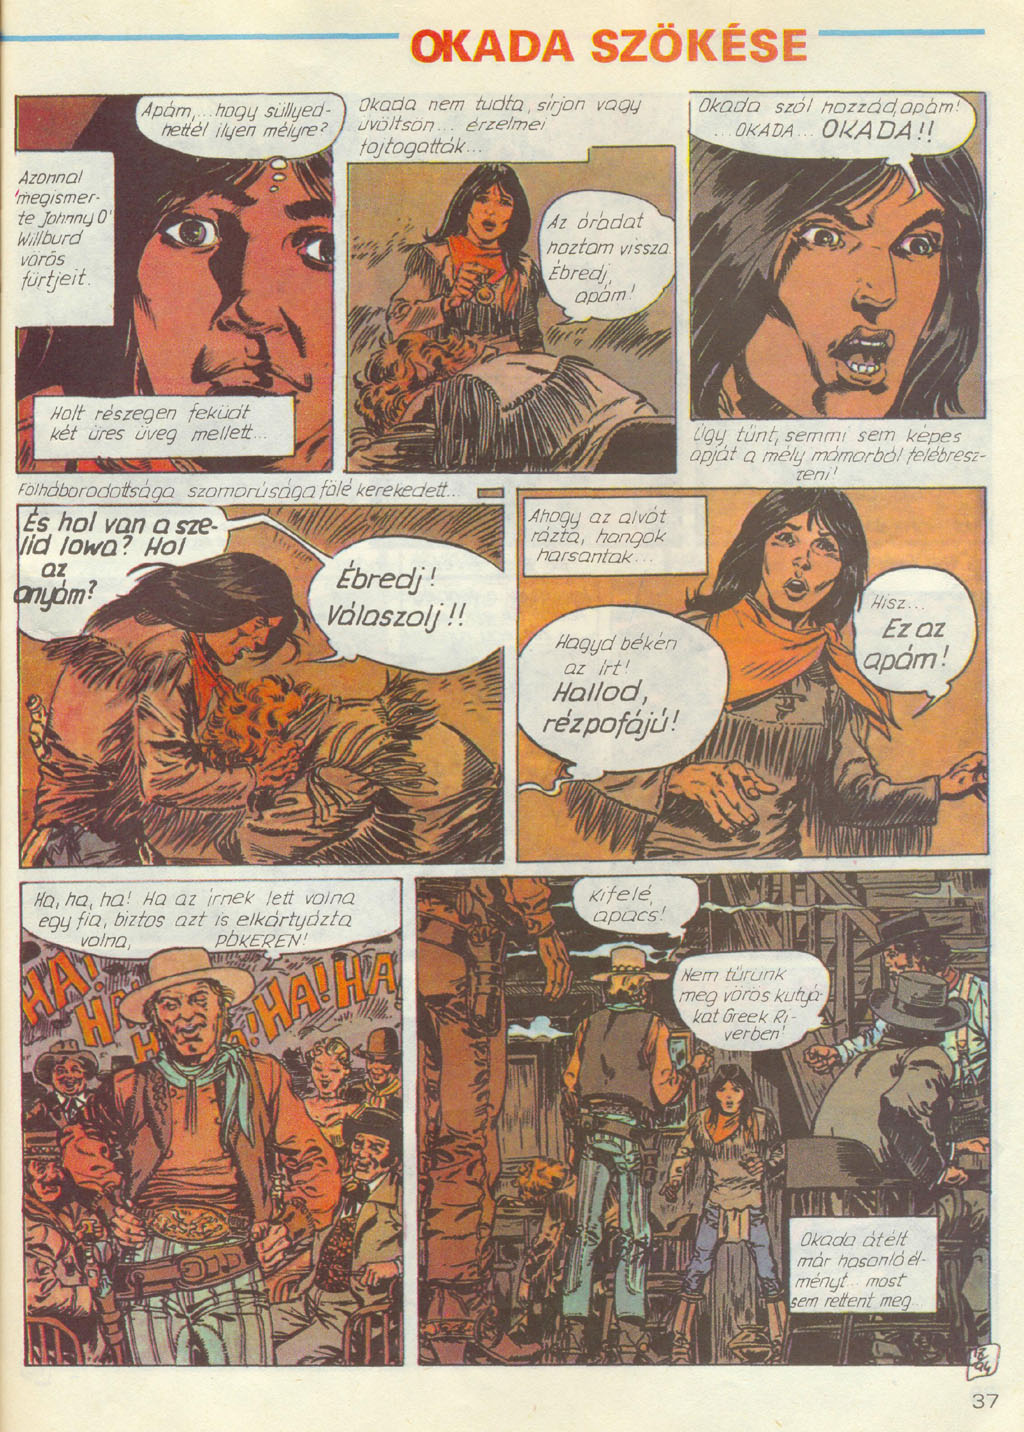 OKADA SZÖKÉSE
Apám,...hogy süllyed-
hettél ilyen mélyre?
Azonnal
megismer-
te Johnny O'
Willburd
vörös
fürtjeit.
Holt részegen feküdt
két üres üveg mellett...
Okada nem tudta, sírjon vagy
üvöltsön... érzelmei
fojtogatták...
Az órádat
hoztam vissza.
Ébredj,
apám!
Okada szól hozzád, apám!
...OKADA... OKADA!!
Úgy tűnt, semmi sem képes
apját a mély mámorból felébresz-
teni!
Fölháborodottsága szomorúsága fölé kerekedett...
És hol van a sze-
lid Iowa? Hol
az
anyám?
Ébredj!
Válaszolj!!
Ahogy az alvót
rázta, hangok
harsantak...
Hagyd békén
az írt!
Hallod,
rézpofájú!
Hisz...
Ez az
apám!
Ha, ha, ha! Ha az írnek lett volna
egy fia, biztos azt is elkártyázta
volna, PÓKEREN!
HA! HA! HA! HA! HA!
Kifelé,
apacs!
Nem türünk
meg vörös kutyá-
kat Greek Ri-
verben!
Okada átélt
már hasonló él-
ményt... most
sem rettent meg...
18
94
37